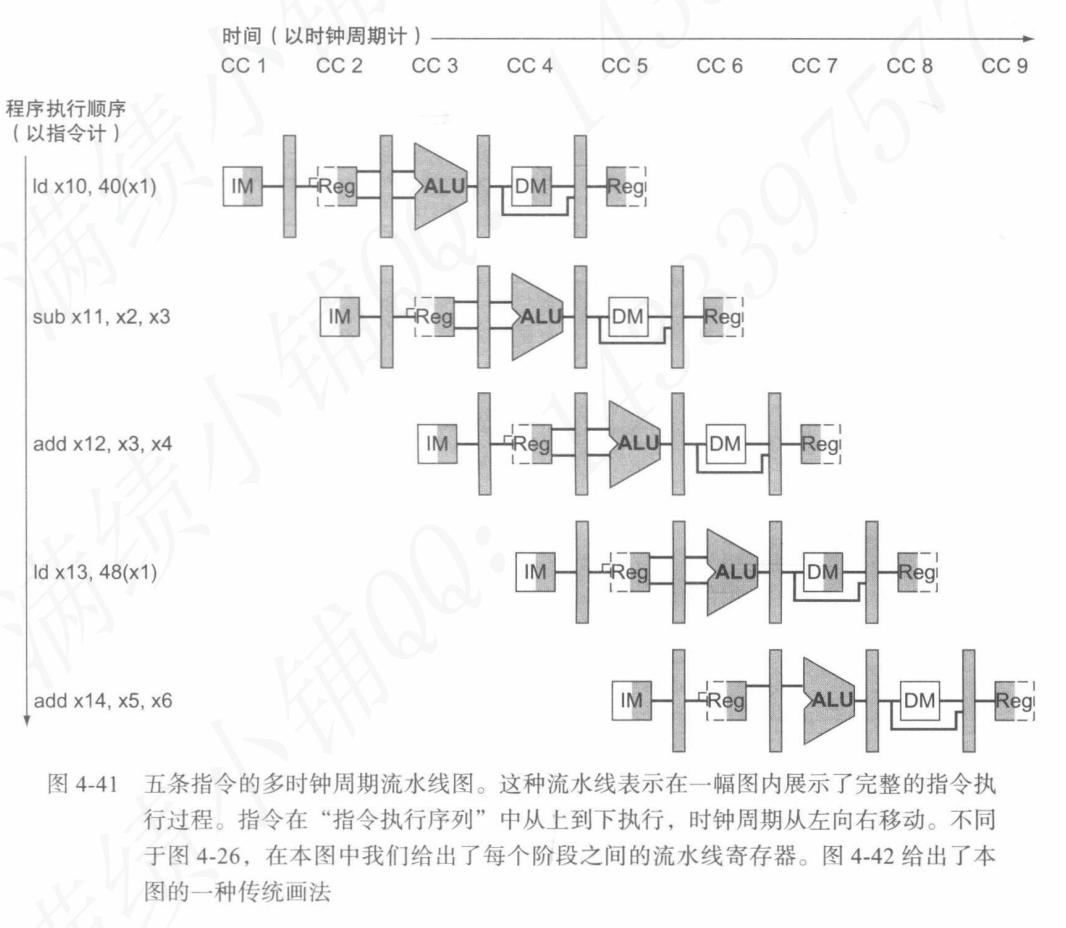 时间（以时钟周期计）
CC 1 CC 2 CC 3 CC 4 CC 5 CC 6 CC 7 CC 8 CC 9
程序执行顺序
（以指令计）
ld x10, 40(x1) IM Reg ALU DM Reg
sub x11, x2, x3 IM Reg ALU DM Reg
add x12, x3, x4 IM Reg ALU DM Reg
ld x13, 48(x1) IM Reg ALU DM Reg
add x14, x5, x6 IM Reg ALU DM Reg
图 4-41 五条指令的多时钟周期流水线图。这种流水线表示在一幅图内展示了完整的指令执
行过程。指令在“指令执行序列”中从上到下执行，时钟周期从左向右移动。不同
于图 4-26，在本图中我们给出了每个阶段之间的流水线寄存器。图 4-42 给出了本
图的一种传统画法
满绩小铺QQ：1433397577